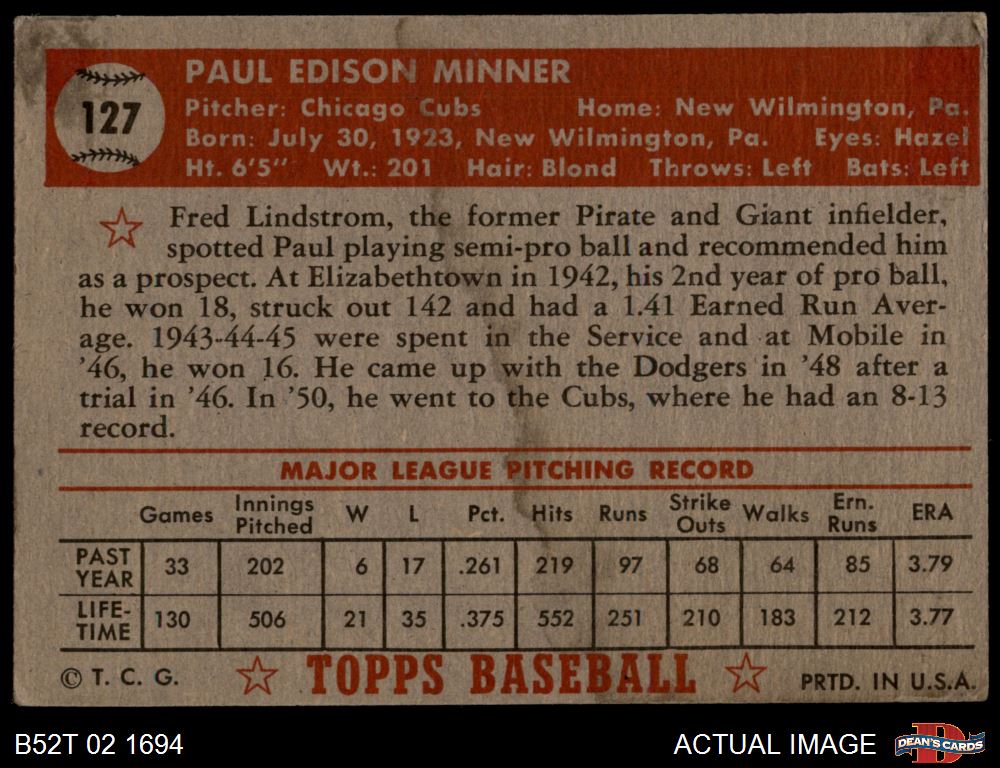 127
PAUL EDISON MINNER
Pitcher: Chicago Cubs Home: New Wilmington, Pa.
Born: July 30, 1923, New Wilmington, Pa. Eyes: Hazel
Ht. 6'5" Wt.: 201 Hair: Blond Throws: Left Bats: Left
Fred Lindstrom, the former Pirate and Giant infielder,
spotted Paul playing semi-pro ball and recommended him
as a prospect. At Elizabethtown in 1942, his 2nd year of pro ball,
he won 18, struck out 142 and had a 1.41 Earned Run Aver-
age. 1943-44-45 were spent in the Service and at Mobile in
'46, he won 16. He came up with the Dodgers in '48 after a
trial in '46. In '50, he went to the Cubs, where he had an 8-13
record.
MAJOR LEAGUE PITCHING RECORD
Games Innings Pitched W L Pct. Hits Runs Strike Outs Walks Ern. Runs ERA
PAST YEAR 33 202 6 17 .261 219 97 68 64 85 3.79
LIFE-TIME 130 506 21 35 .375 552 251 210 183 212 3.77
© T. C. G. TOPPS BASEBALL PRTD. IN U.S.A.
B52T 02 1694 ACTUAL IMAGE DEAN'S CARDS